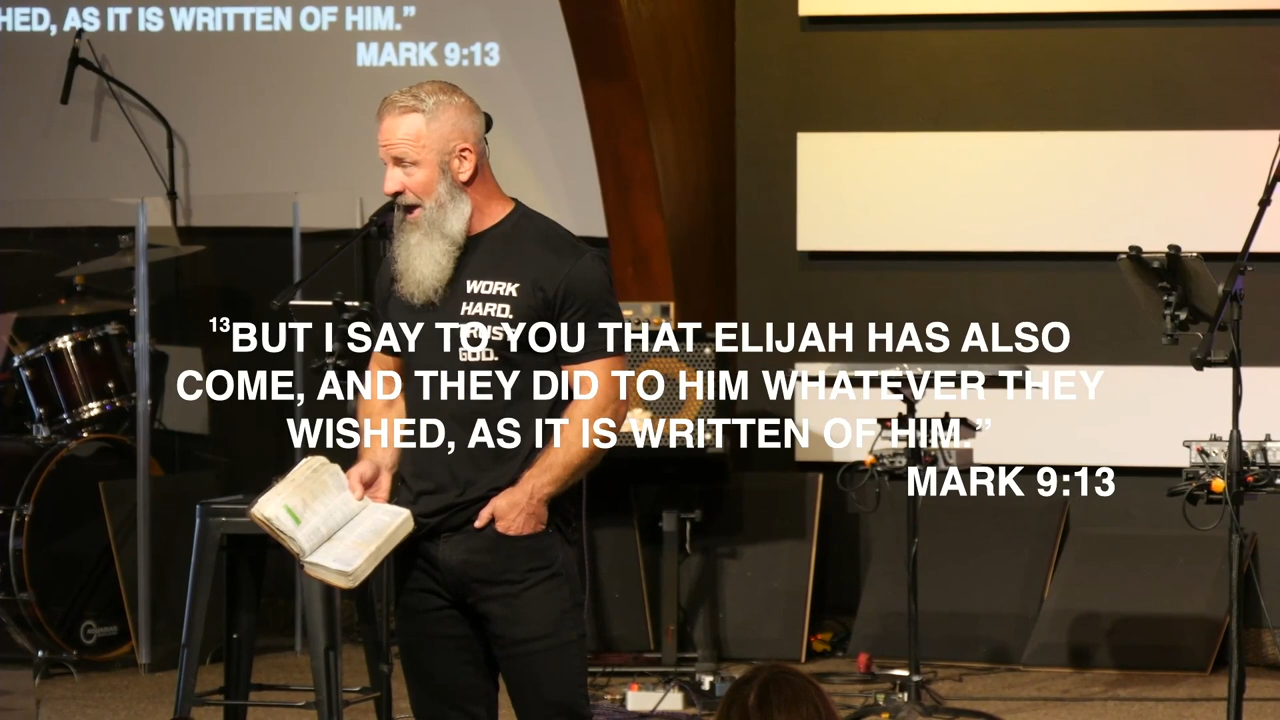 HED, AS IT IS WRITTEN OF HIM.”
MARK 9:13
WORK
HARD.
TRUST
GOD.
¹³BUT I SAY TO YOU THAT ELIJAH HAS ALSO
COME, AND THEY DID TO HIM WHATEVER THEY
WISHED, AS IT IS WRITTEN OF HIM.”
MARK 9:13